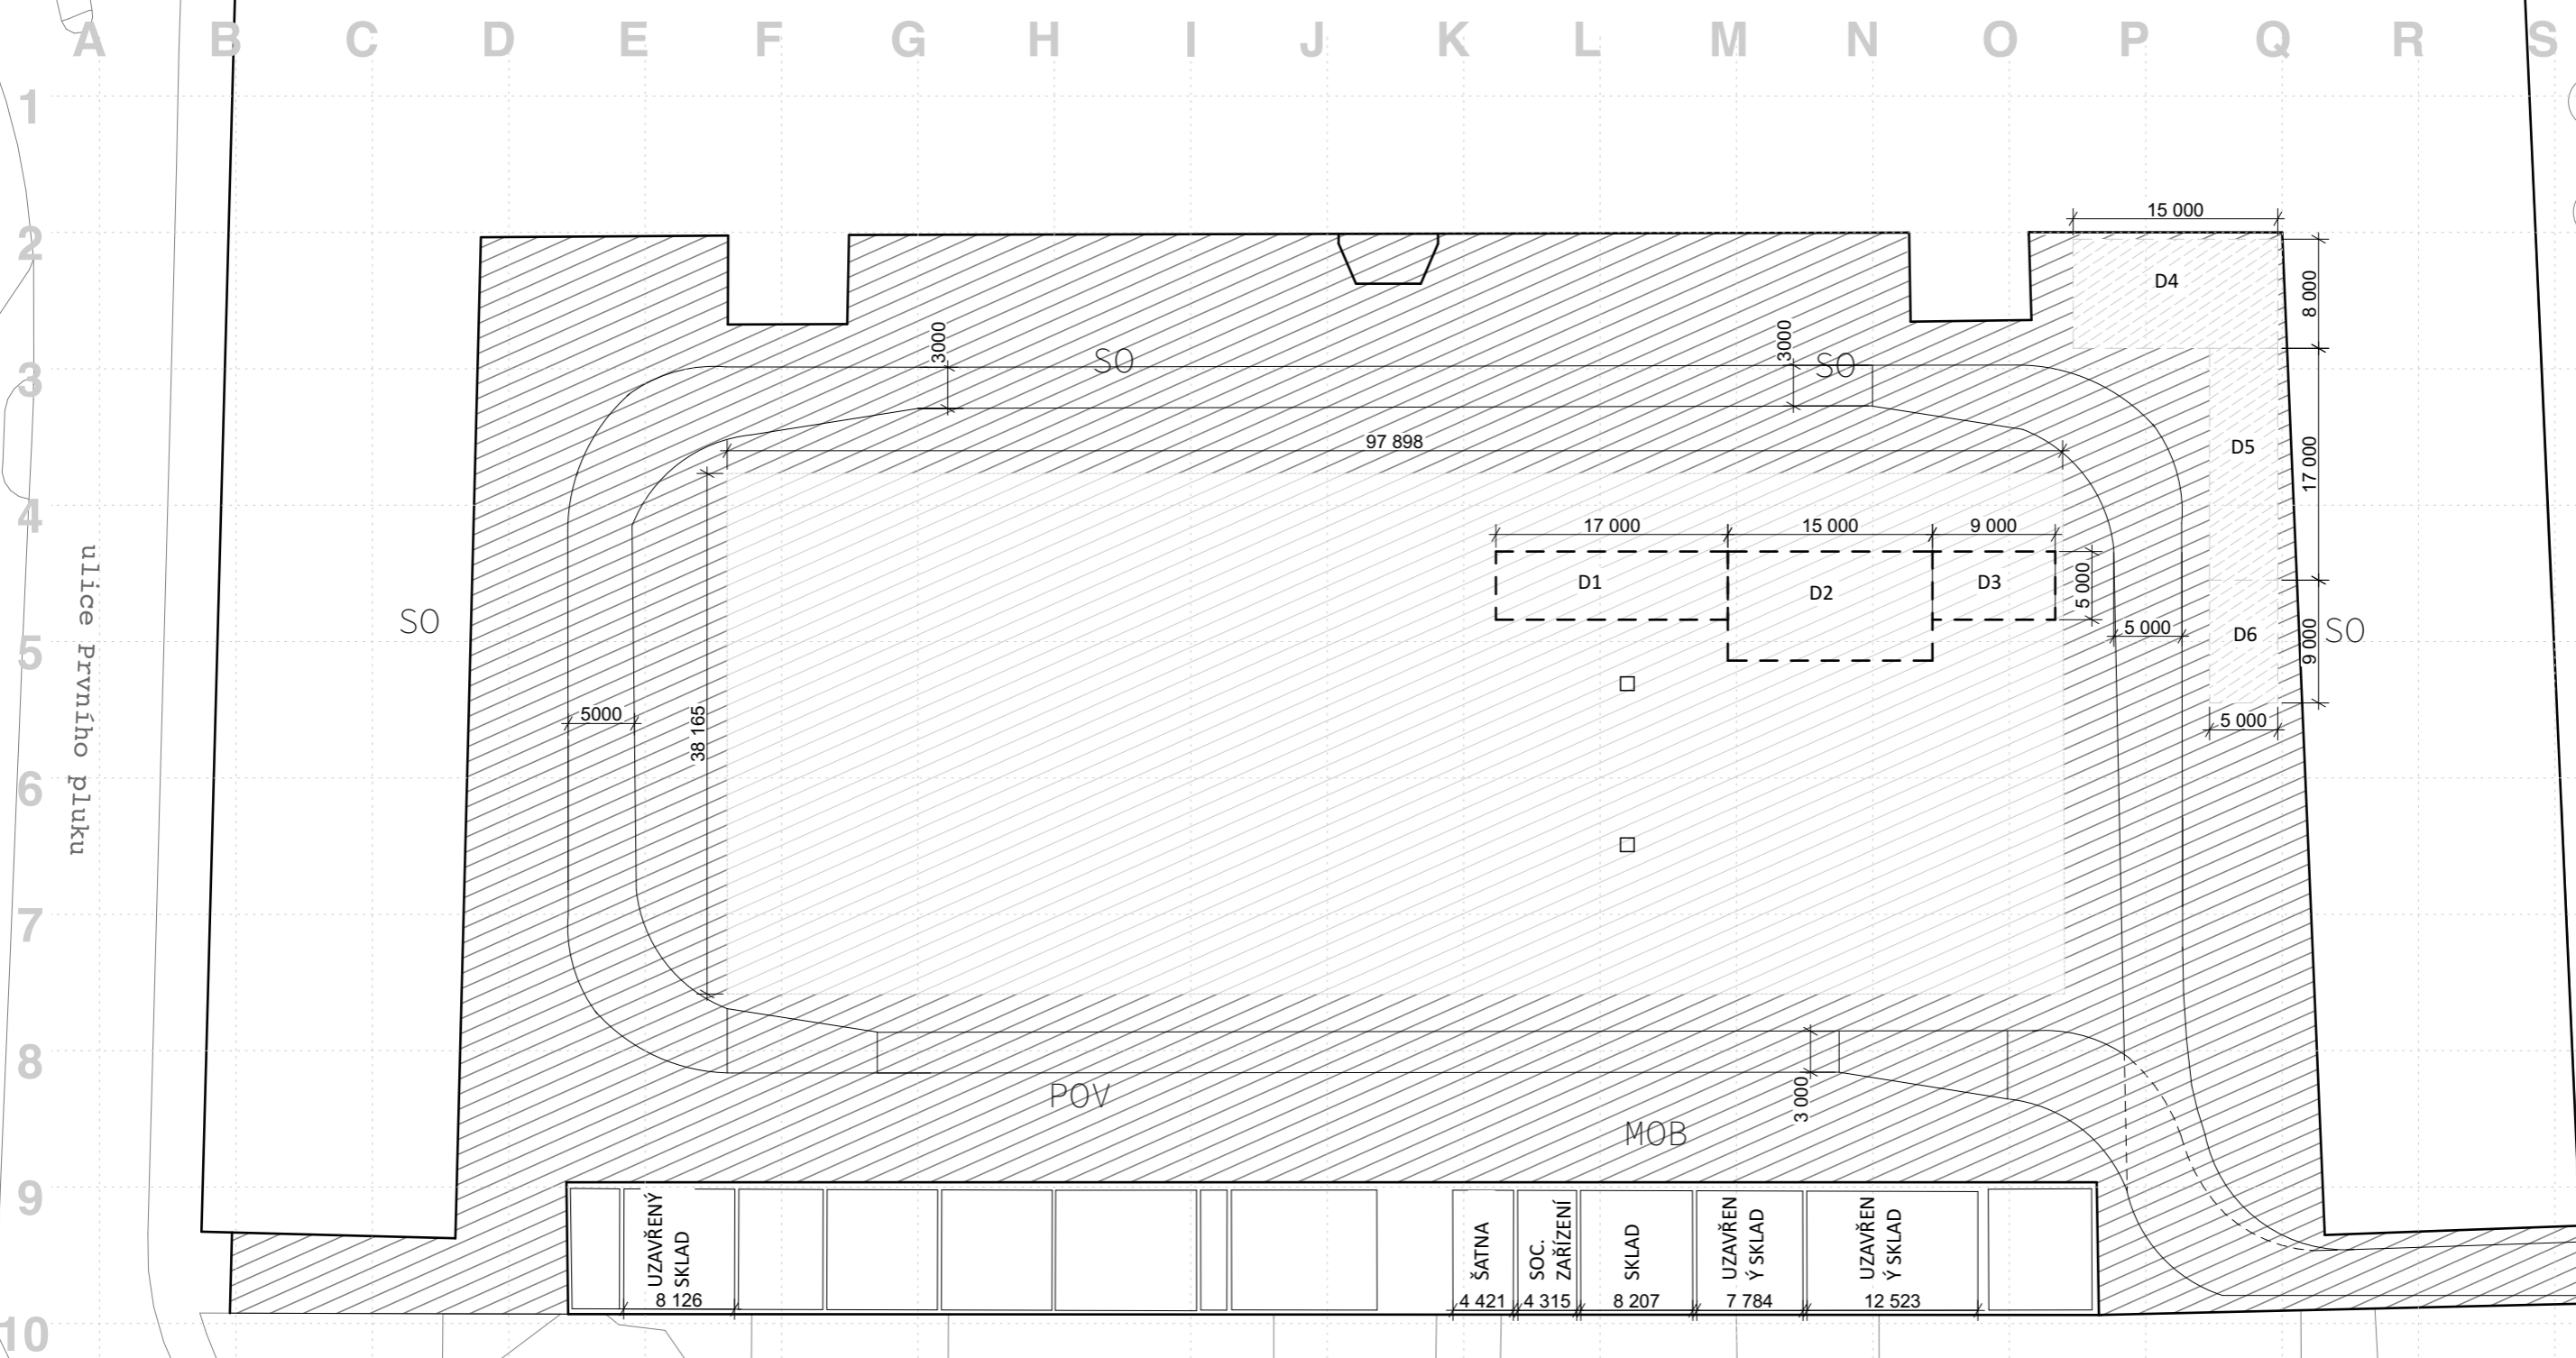 A B C D E F G H I J K L M N O P Q R S
1
2
3
4
5
6
7
8
9
10
15 000
8 000
D4
3000
SO
3000
SO
97 898
D5
17 000
17 000
15 000
9 000
D1
D2
D3
5 000
5 000
D6
9 000
SO
SO
ulice Prvního pluku
5000
38 165
5 000
POV
3 000
MOB
UZAVŘENÝ
SKLAD
8 126
ŠATNA
4 421
SOC.
ZAŘÍZENÍ
4 315
SKLAD
8 207
UZAVŘEN
Ý SKLAD
7 784
UZAVŘEN
Ý SKLAD
12 523